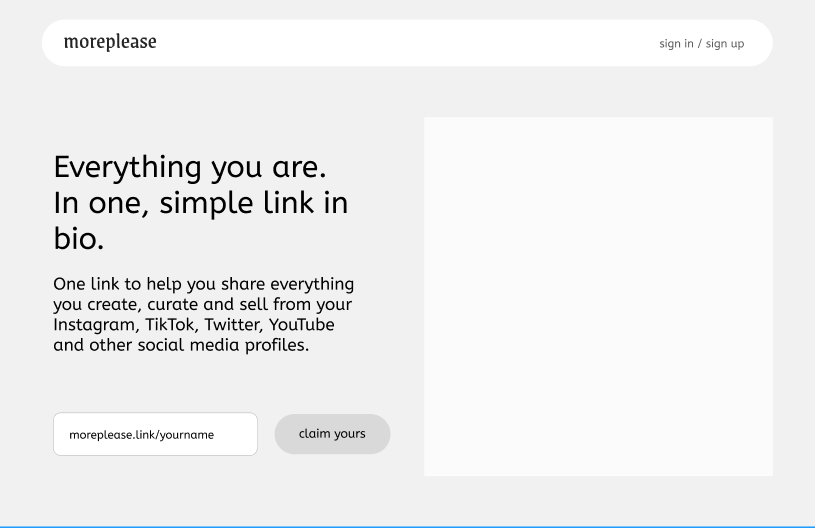 moreplease
sign in / sign up
Everything you are.
In one, simple link in
bio.
One link to help you share everything
you create, curate and sell from your
Instagram, TikTok, Twitter, YouTube
and other social media profiles.
moreplease.link/yourname
claim yours